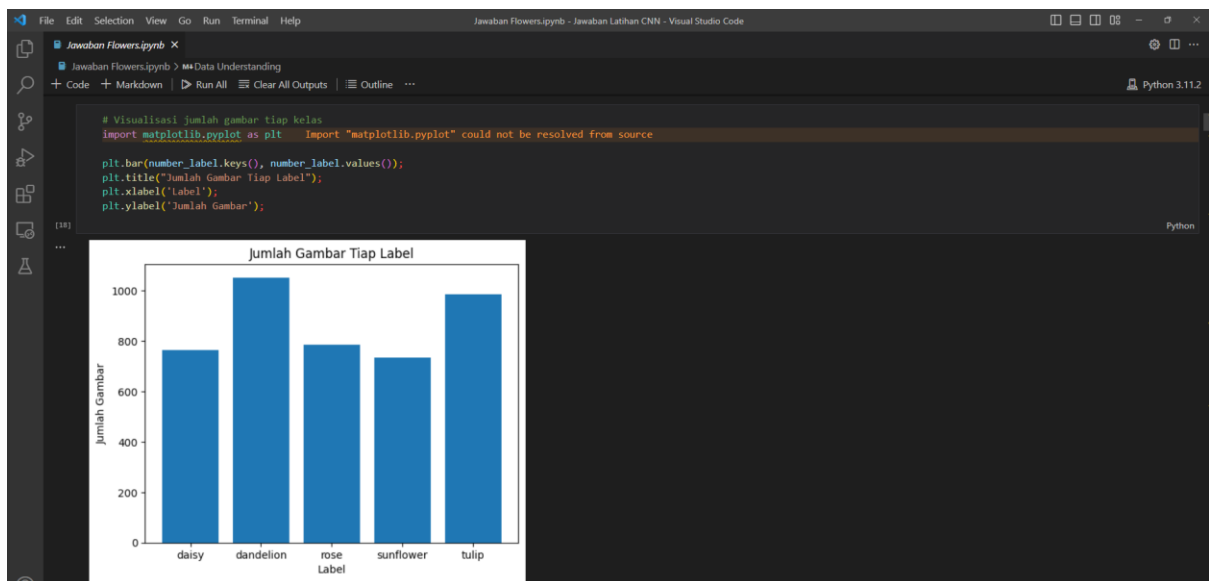 File Edit Selection View Go Run Terminal Help
Jawaban Flowers.ipynb - Jawaban Latihan CNN - Visual Studio Code
Jawaban Flowers.ipynb
Jawaban Flowers.ipynb > M↓ Data Understanding
+ Code + Markdown | Run All Clear All Outputs | Outline ...
Python 3.11.2
# Visualisasi jumlah gambar tiap kelas
import matplotlib.pyplot as plt Import "matplotlib.pyplot" could not be resolved from source
plt.bar(number_label.keys(), number_label.values());
plt.title("Jumlah Gambar Tiap Label");
plt.xlabel('Label');
plt.ylabel('Jumlah Gambar');
[18]
Python
Jumlah Gambar Tiap Label
Jumlah Gambar
1000
800
600
400
200
0
daisy dandelion rose sunflower tulip
Label